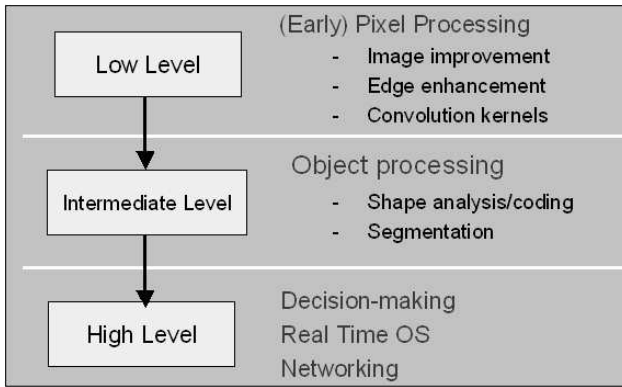 Low Level
(Early) Pixel Processing
- Image improvement
- Edge enhancement
- Convolution kernels
Intermediate Level
Object processing
- Shape analysis/coding
- Segmentation
High Level
Decision-making
Real Time OS
Networking